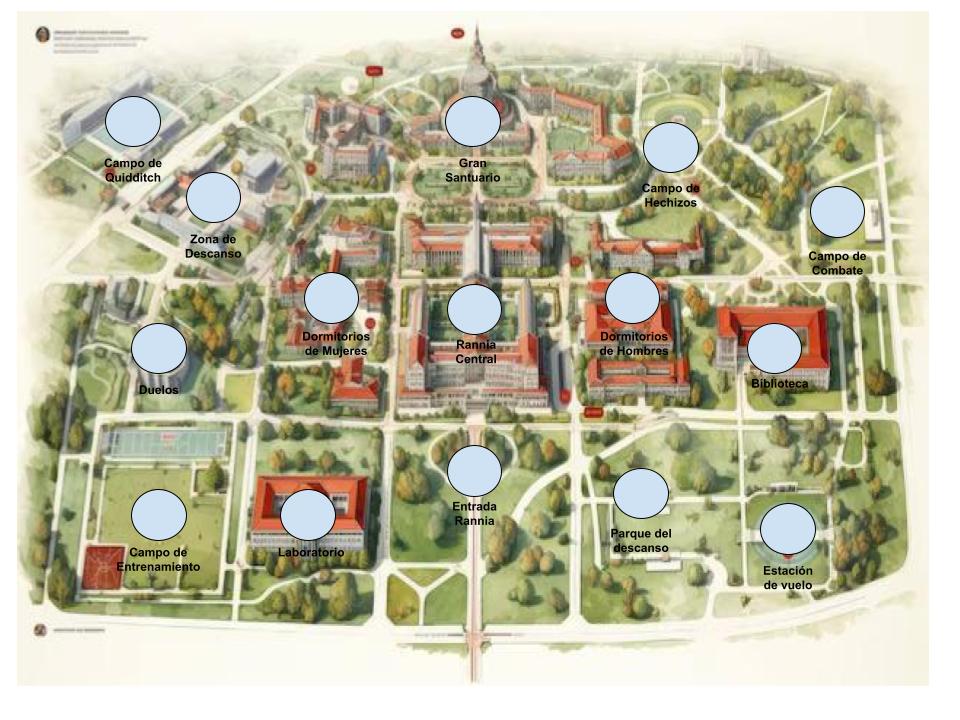 Campo de
Quidditch
Gran
Santuario
Campo de
Hechizos
Zona de
Descanso
Campo de
Combate
Dormitorios
de Mujeres
Rannia
Central
Dormitorios
de Hombres
Duelos
Biblioteca
Entrada
Rannia
Campo de
Entrenamiento
Laboratorio
Parque del
descanso
Estación
de vuelo